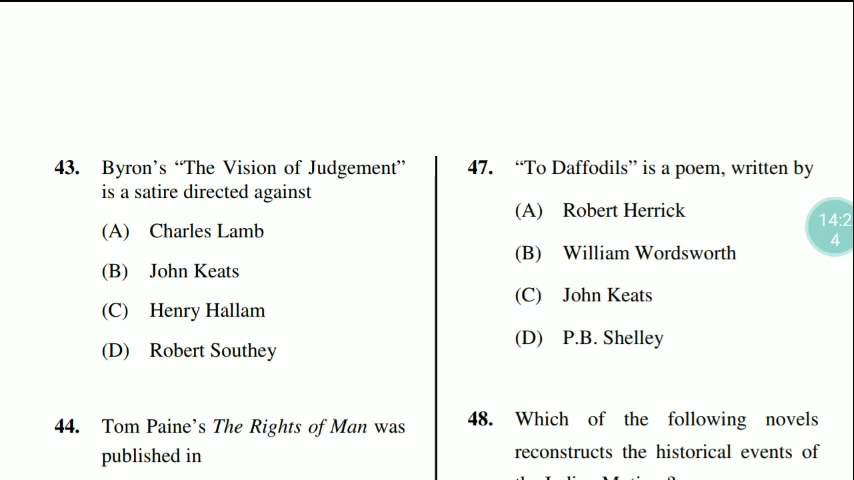 43. Byron’s “The Vision of Judgement”
is a satire directed against
(A) Charles Lamb
(B) John Keats
(C) Henry Hallam
(D) Robert Southey
44. Tom Paine’s The Rights of Man was
published in
47. “To Daffodils” is a poem, written by
(A) Robert Herrick
(B) William Wordsworth
(C) John Keats
(D) P.B. Shelley
48. Which of the following novels
reconstructs the historical events of
the Indian
14:2
4